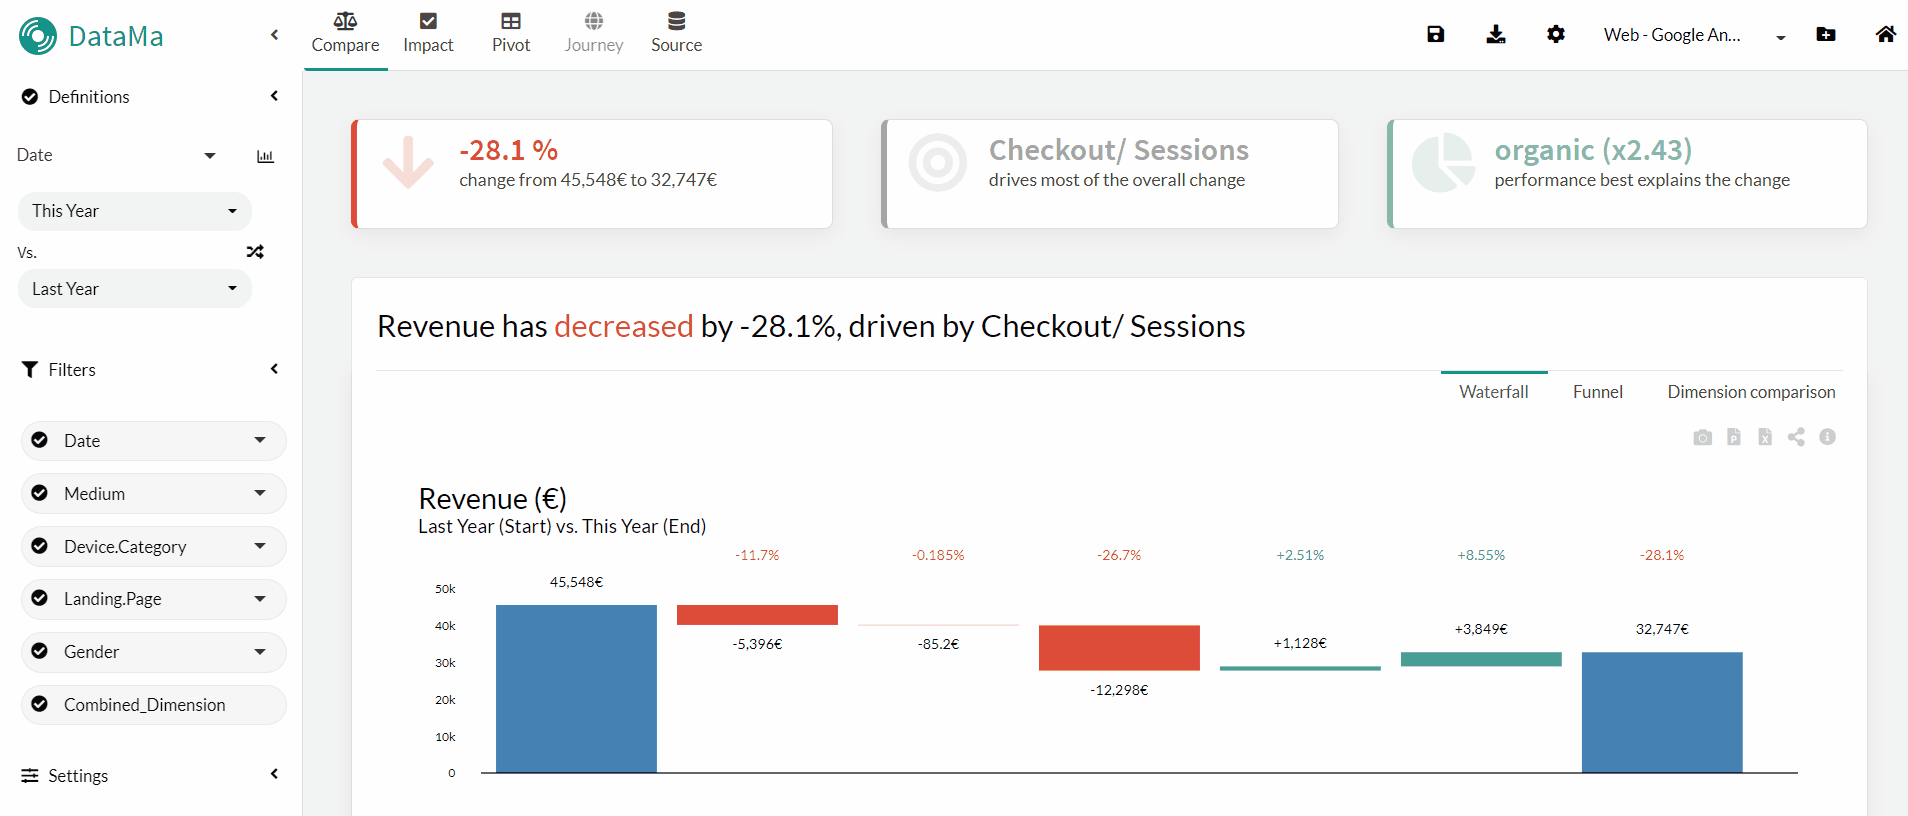 DataMa
Compare
Impact
Pivot
Journey
Source
Web - Google An...
Definitions
Date
This Year
Vs.
Last Year
Filters
Date
Medium
Device.Category
Landing.Page
Gender
Combined_Dimension
Settings
-28.1 %
change from 45,548€ to 32,747€
Checkout/ Sessions
drives most of the overall change
organic (x2.43)
performance best explains the change
Revenue has decreased by -28.1%, driven by Checkout/ Sessions
Waterfall
Funnel
Dimension comparison
Revenue (€)
Last Year (Start) vs. This Year (End)
-11.7%
-0.185%
-26.7%
+2.51%
+8.55%
-28.1%
50k
40k
30k
20k
10k
0
45,548€
-5,396€
-85.2€
-12,298€
+1,128€
+3,849€
32,747€